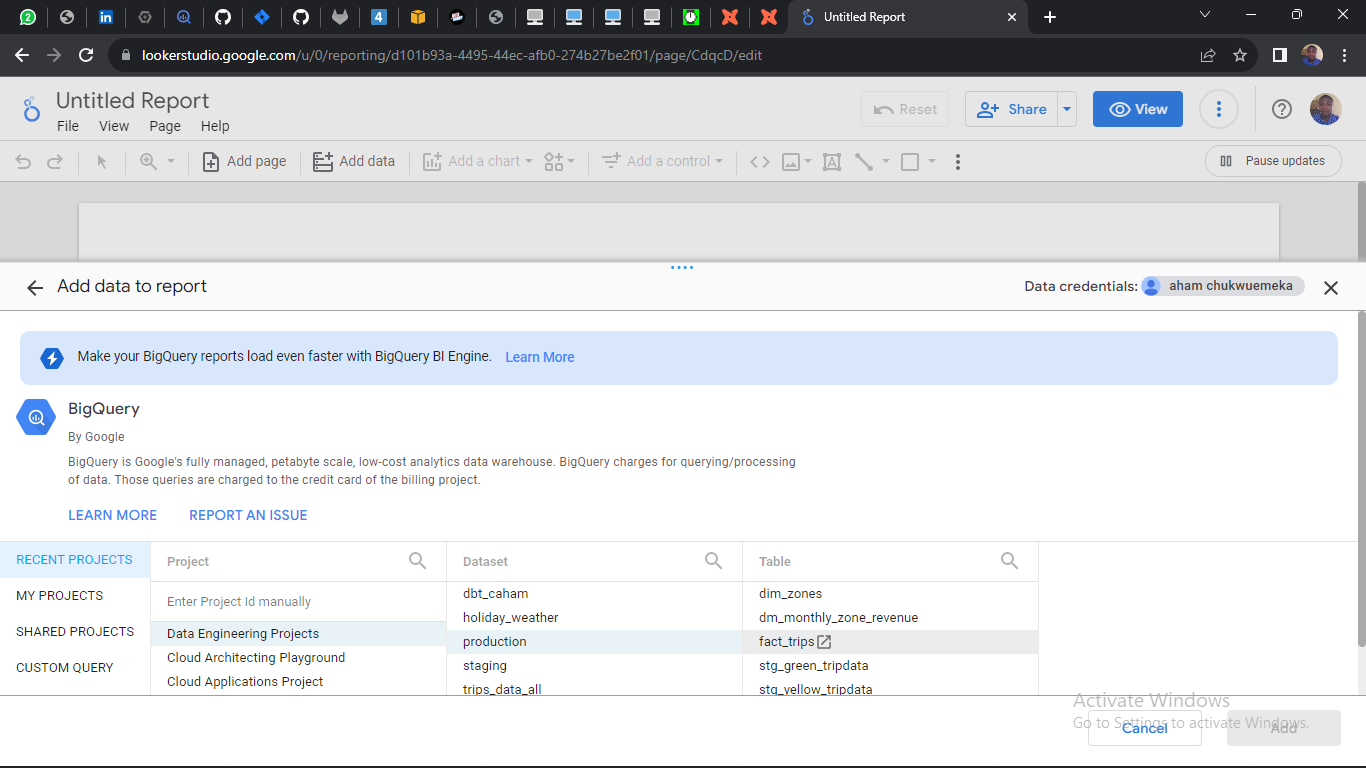 2
in
4
Untitled Report
lookerstudio.google.com/u/0/reporting/d101b93a-4495-44ec-afb0-274b27be2f01/page/CdqcD/edit
Untitled Report
File View Page Help
Reset
Share
View
Add page
Add data
Add a chart
Add a control
Pause updates
Add data to report
Data credentials: aham chukwuemeka
Make your BigQuery reports load even faster with BigQuery BI Engine. Learn More
BigQuery
By Google
BigQuery is Google's fully managed, petabyte scale, low-cost analytics data warehouse. BigQuery charges for querying/processing
of data. Those queries are charged to the credit card of the billing project.
LEARN MORE REPORT AN ISSUE
RECENT PROJECTS
MY PROJECTS
SHARED PROJECTS
CUSTOM QUERY
Project
Enter Project Id manually
Data Engineering Projects
Cloud Architecting Playground
Cloud Applications Project
Dataset
dbt_caham
holiday_weather
production
staging
trips_data_all
Table
dim_zones
dm_monthly_zone_revenue
fact_trips
stg_green_tripdata
stg_yellow_tripdata
Activate Windows
Go to Settings to activate Windows.
Cancel
Add